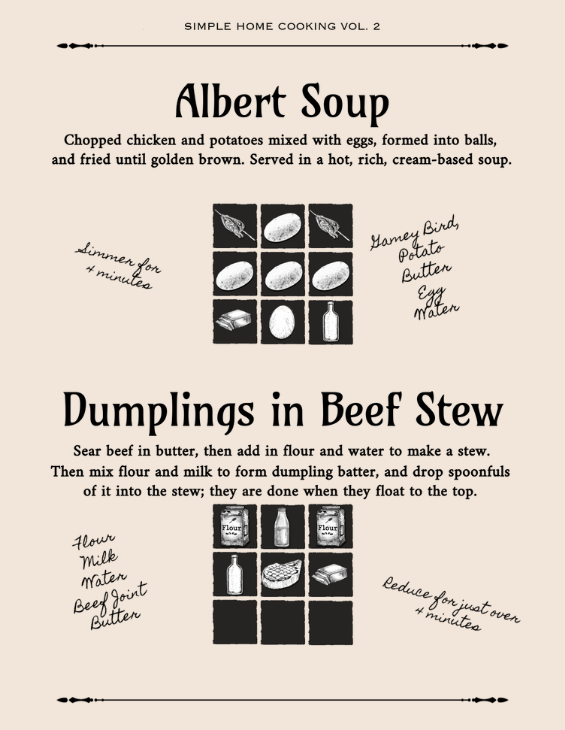 SIMPLE HOME COOKING VOL. 2
Albert Soup
Chopped chicken and potatoes mixed with eggs, formed into balls,
and fried until golden brown. Served in a hot, rich, cream-based soup.
Simmer for
4 minutes
Gamey Bird,
Potato
Butter
Egg
Water
Dumplings in Beef Stew
Sear beef in butter, then add in flour and water to make a stew.
Then mix flour and milk to form dumpling batter, and drop spoonfuls
of it into the stew; they are done when they float to the top.
Flour
Flour
Flour
Milk
Water
Beef Joint
Butter
Reduce for just over
4 minutes